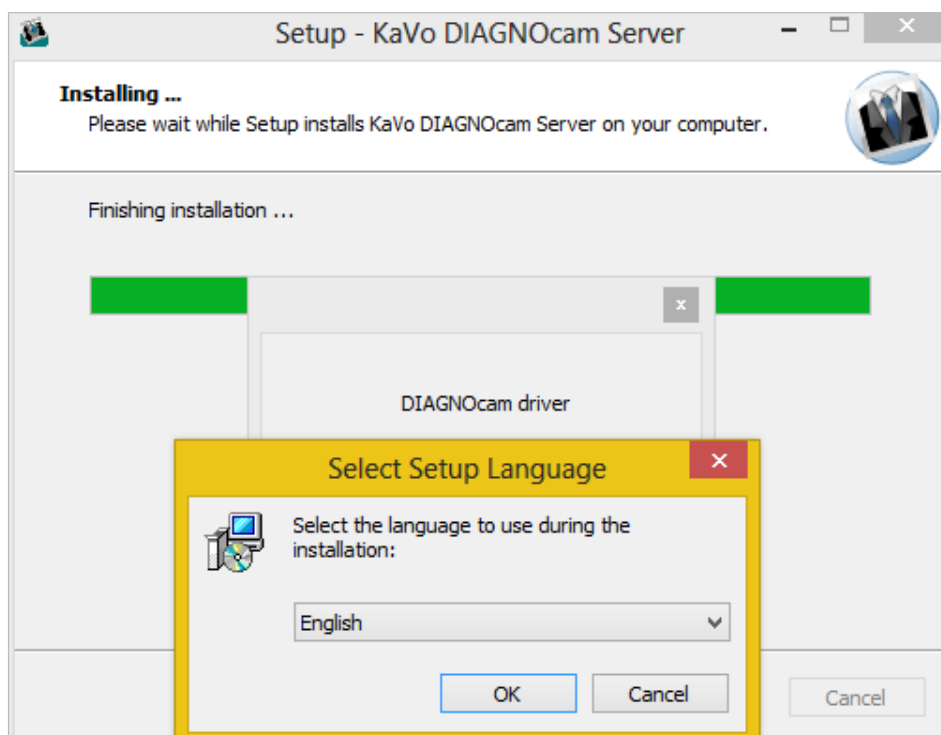 Setup - KaVo DIAGNOcam Server
Installing ...
Please wait while Setup installs KaVo DIAGNOcam Server on your computer.
Finishing installation ...
x
DIAGNOcam driver
Select Setup Language
Select the language to use during the
installation:
English
OK
Cancel
Cancel